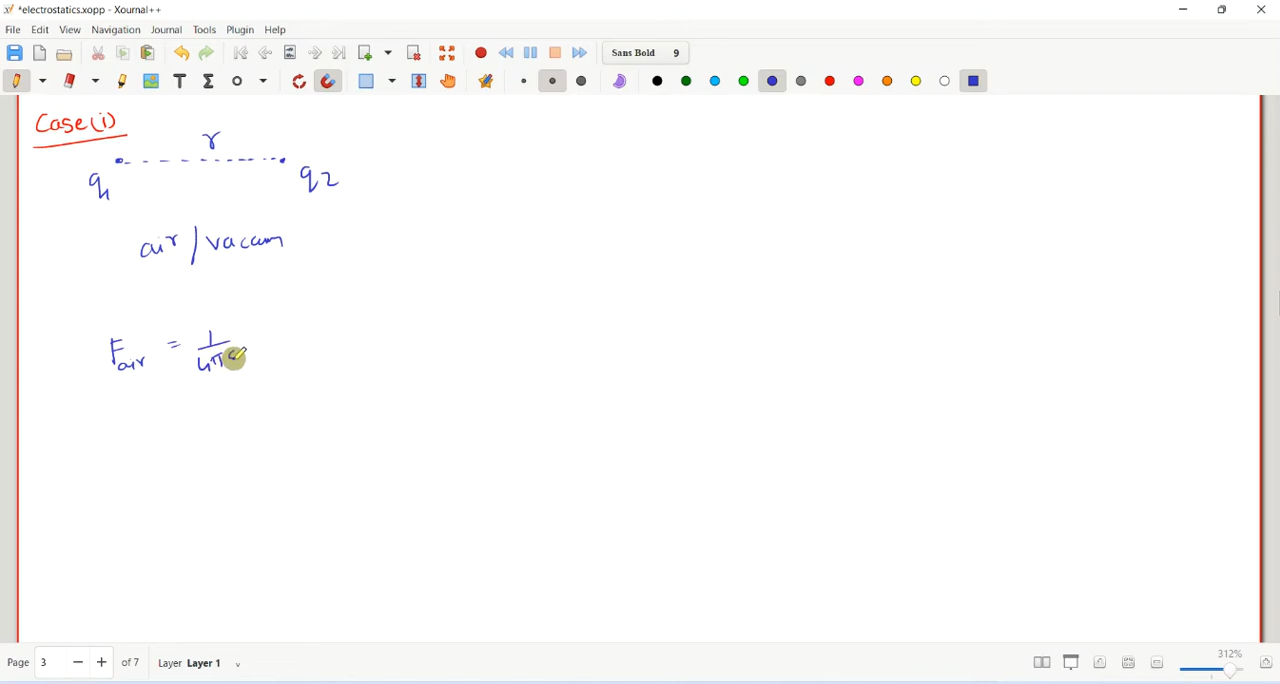 *electrostatics.xopp - Xournal++
File Edit View Navigation Journal Tools Plugin Help
Sans Bold 9
Case(i)
r
q1 q2
air/vacam
Fair = 1/4π
Page 3 of 7 Layer Layer 1 312%